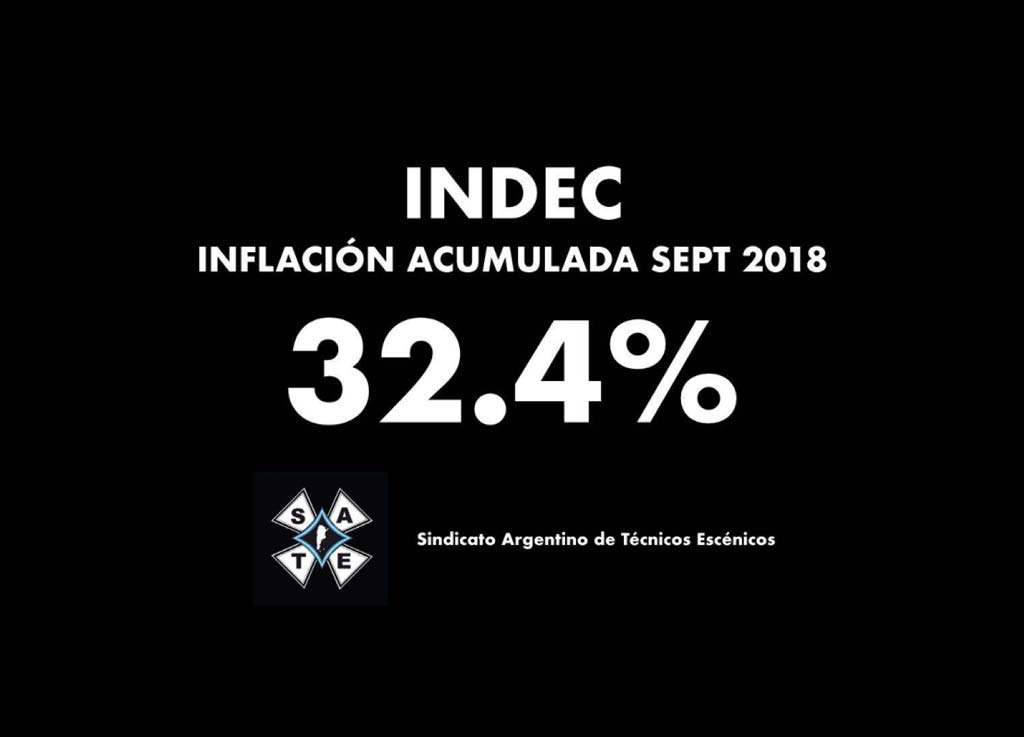 INDEC
INFLACIÓN ACUMULADA SEPT 2018
32.4%
S A
T E
Sindicato Argentino de Técnicos Escénicos